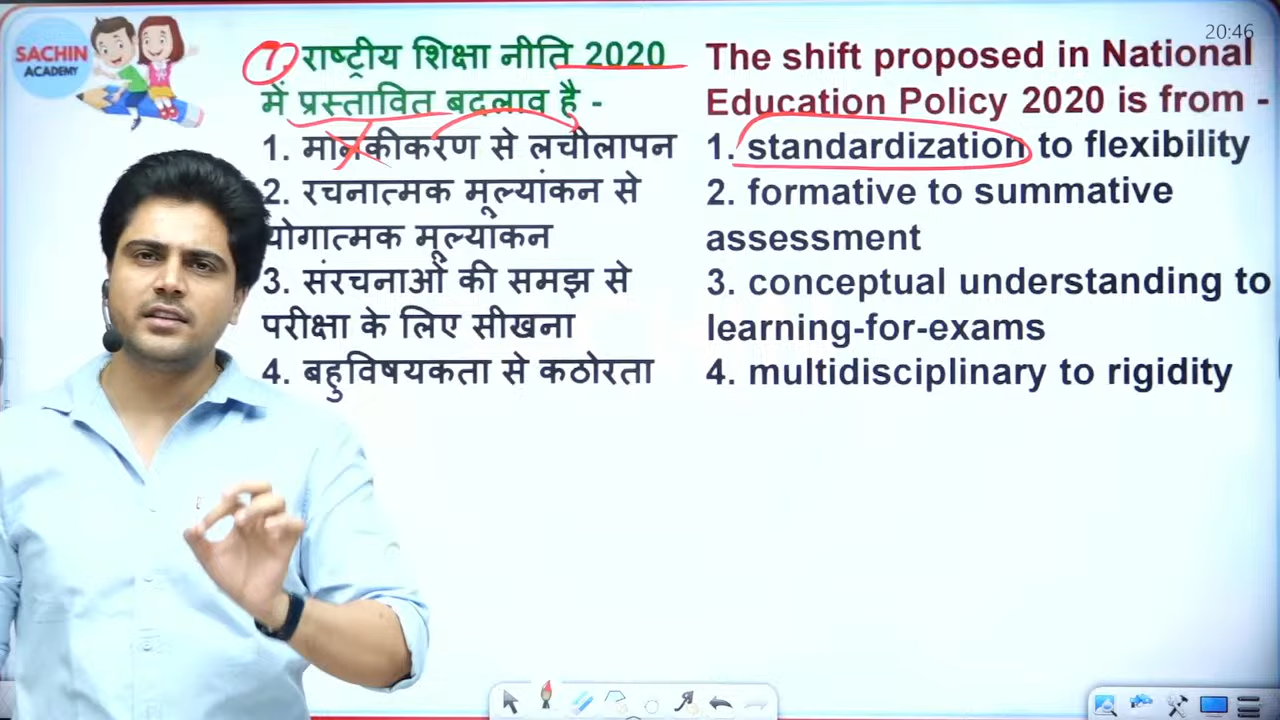 20:46
SACHIN
ACADEMY
1 राष्ट्रीय शिक्षा नीति 2020
में प्रस्तावित बदलाव है -
1. मानकीकरण से लचीलापन
2. रचनात्मक मूल्यांकन से
योगात्मक मूल्यांकन
3. संरचनाओं की समझ से
परीक्षा के लिए सीखना
4. बहुविषयकता से कठोरता
The shift proposed in National
Education Policy 2020 is from -
1. standardization to flexibility
2. formative to summative
assessment
3. conceptual understanding to
learning-for-exams
4. multidisciplinary to rigidity